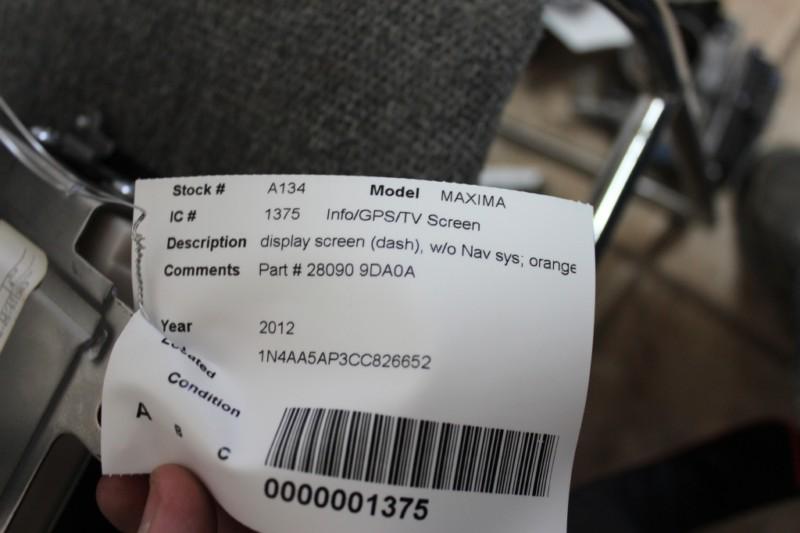 Stock # A134 Model MAXIMA
IC # 1375 Info/GPS/TV Screen
Description display screen (dash), w/o Nav sys; orange
Comments Part # 28090 9DA0A
Year 2012
1N4AA5AP3CC826652
Condition
A B C
0000001375